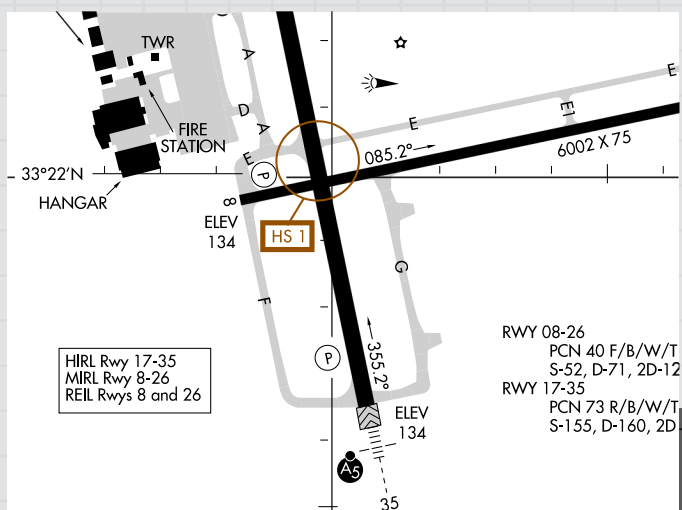 TWR
A
D
A
E
FIRE
STATION
HANGAR
33°22'N
P
8
ELEV
134
HS 1
085.2°
E
E
E1
6002 X 75
F
G
P
355.2°
HIRL Rwy 17-35
MIRL Rwy 8-26
REIL Rwys 8 and 26
RWY 08-26
PCN 40 F/B/W/T
S-52, D-71, 2D-12
RWY 17-35
PCN 73 R/B/W/T
S-155, D-160, 2D
ELEV
134
A5
35